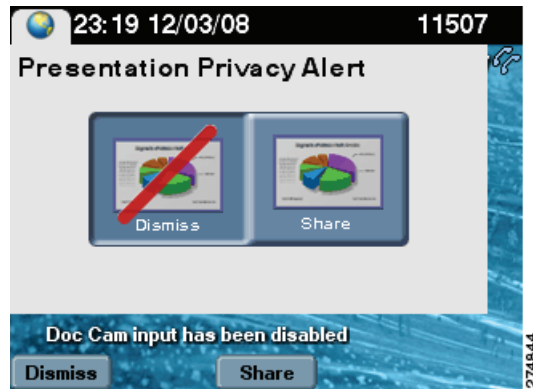 23:19 12/03/08 11507
Presentation Privacy Alert
Dismiss Share
Doc Cam input has been disabled
Dismiss Share
274944